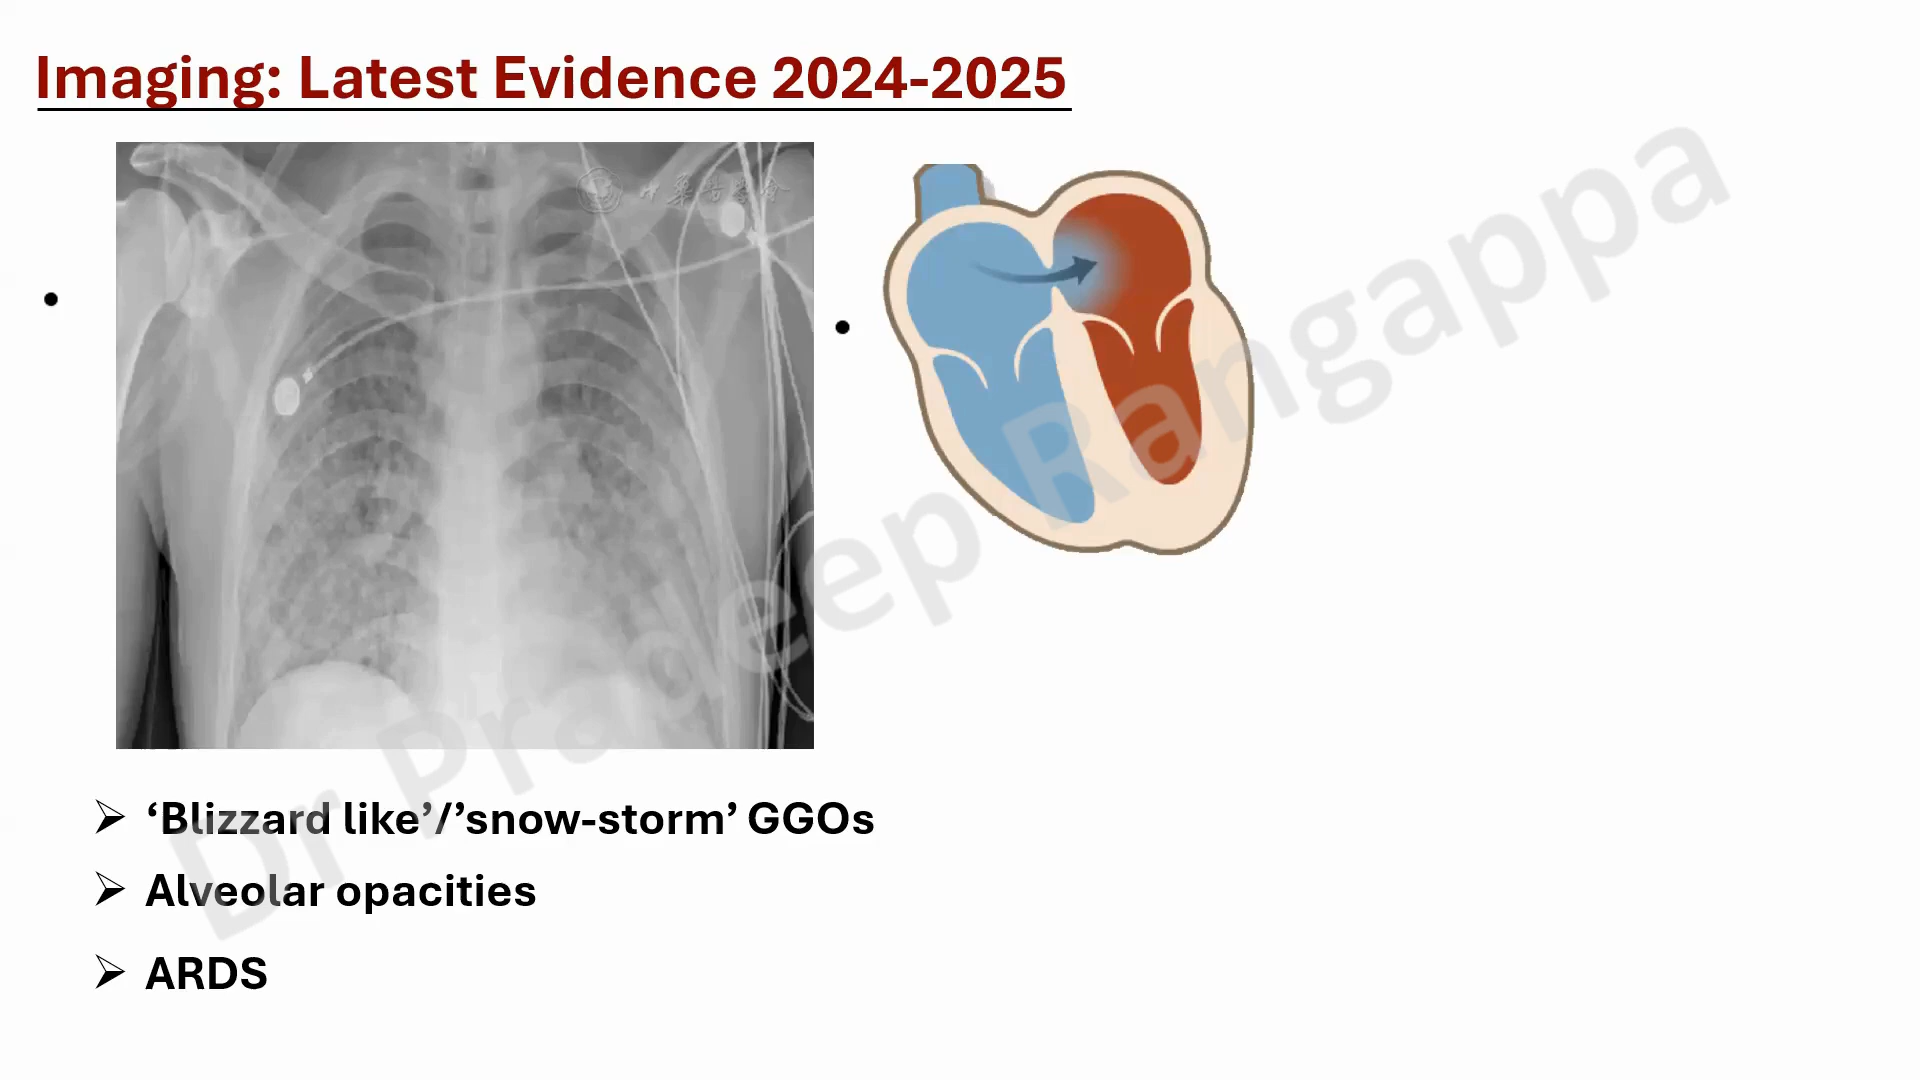 Imaging: Latest Evidence 2024-2025
‘Blizzard like’/’snow-storm’ GGOs
Alveolar opacities
ARDS
Dr Pradeep Rangappa